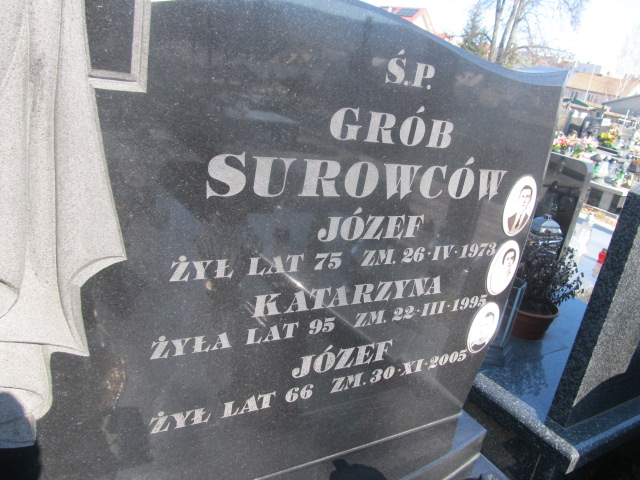 Ś.P.
GRÓB
SUROWCÓW
JÓZEF
ŻYŁ LAT 75 ZM. 26·IV·1973
KATARZYNA
ŻYŁA LAT 95 ZM. 22·III·1995
JÓZEF
ŻYŁ LAT 66 ZM. 30·XI·2005